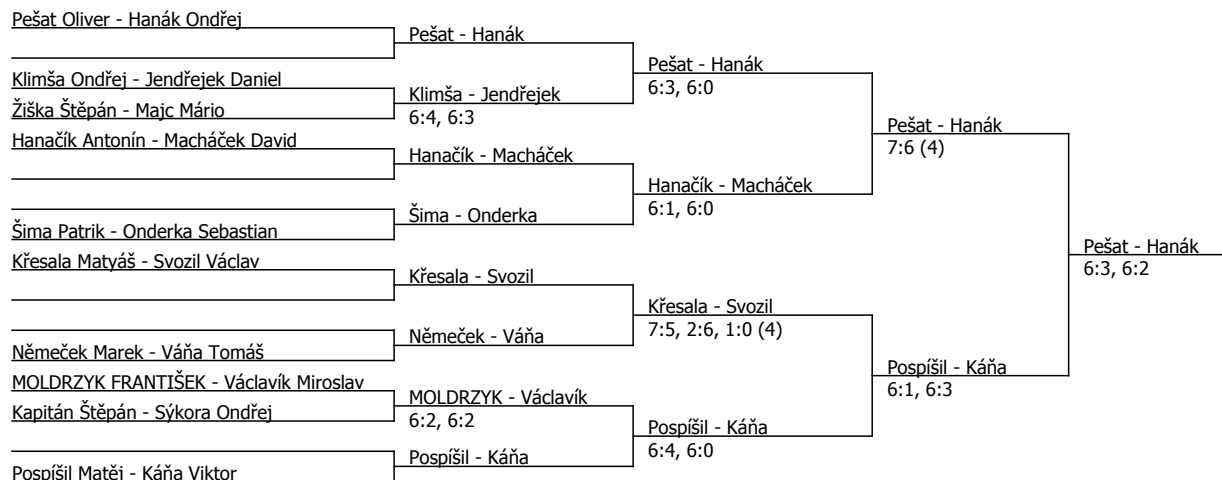 Pešat Oliver - Hanák Ondřej
Klimša Ondřej - Jendřejek Daniel
Žiška Štěpán - Majc Mário
Hanačík Antonín - Macháček David
Šima Patrik - Onderka Sebastian
Křesala Matyáš - Svozil Václav
Němeček Marek - Váňa Tomáš
MOLDRZYK FRANTIŠEK - Václavík Miroslav
Kapitán Štěpán - Sýkora Ondřej
Pospíšil Matěj - Káňa Viktor
Pešat - Hanák
Klimša - Jendřejek
6:4, 6:3
Hanačík - Macháček
Šima - Onderka
Křesala - Svozil
Němeček - Váňa
MOLDRZYK - Václavík
6:2, 6:2
Pospíšil - Káňa
Pešat - Hanák
6:3, 6:0
Hanačík - Macháček
6:1, 6:0
Křesala - Svozil
7:5, 2:6, 1:0 (4)
Pospíšil - Káňa
6:4, 6:0
Pešat - Hanák
7:6 (4)
Pospíšil - Káňa
6:1, 6:3
Pešat - Hanák
6:3, 6:2